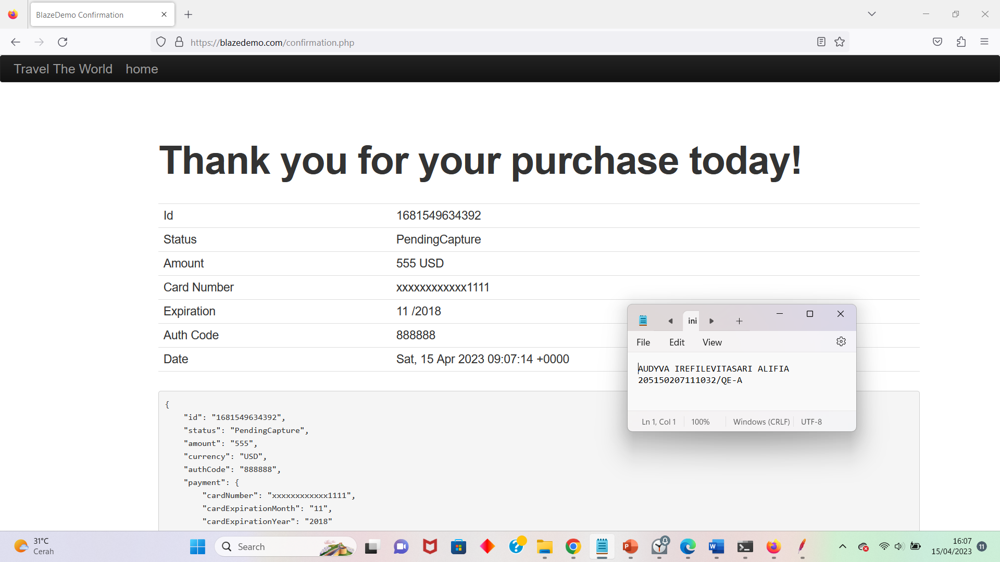 BlazeDemo Confirmation
https://blazedemo.com/confirmation.php
Travel The World home
Thank you for your purchase today!
Id 1681549634392
Status PendingCapture
Amount 555 USD
Card Number xxxxxxxxxxxx1111
Expiration 11 /2018
Auth Code 888888
Date Sat, 15 Apr 2023 09:07:14 +0000
{
"id": "1681549634392",
"status": "PendingCapture",
"amount": "555",
"currency": "USD",
"authCode": "888888",
"payment": {
"cardNumber": "xxxxxxxxxxxx1111",
"cardExpirationMonth": "11",
"cardExpirationYear": "2018"
ini
File Edit View
AUDYVA IREFILEVITASARI ALIFIA
205150207111032/QE-A
Ln 1, Col 1 100% Windows (CRLF) UTF-8
31°C
Cerah
Search
16:07
15/04/2023
11